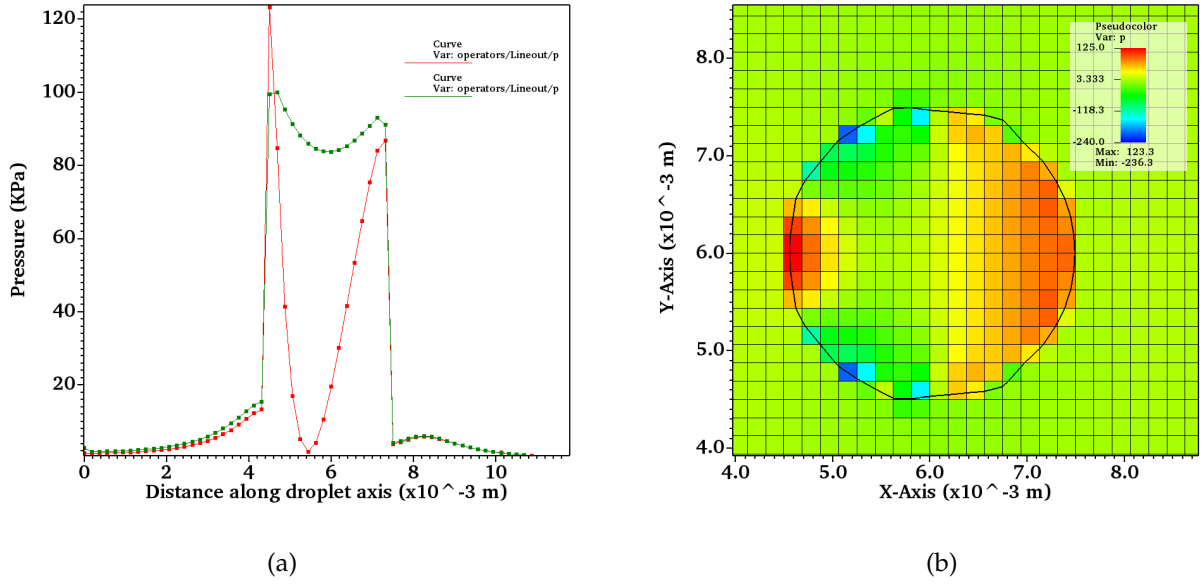 120
100
80
60
40
20
0
2
4
6
8
10
Pressure (KPa)
Distance along droplet axis (x10^-3 m)
Curve
Var: operators/Lineout/p
Curve
Var: operators/Lineout/p
(a)
8.0
7.0
6.0
5.0
4.0
4.0
5.0
6.0
7.0
8.0
Y-Axis (x10^-3 m)
X-Axis (x10^-3 m)
Pseudocolor
Var: p
125.0
3.333
-118.3
-240.0
Max: 123.3
Min: -236.3
(b)